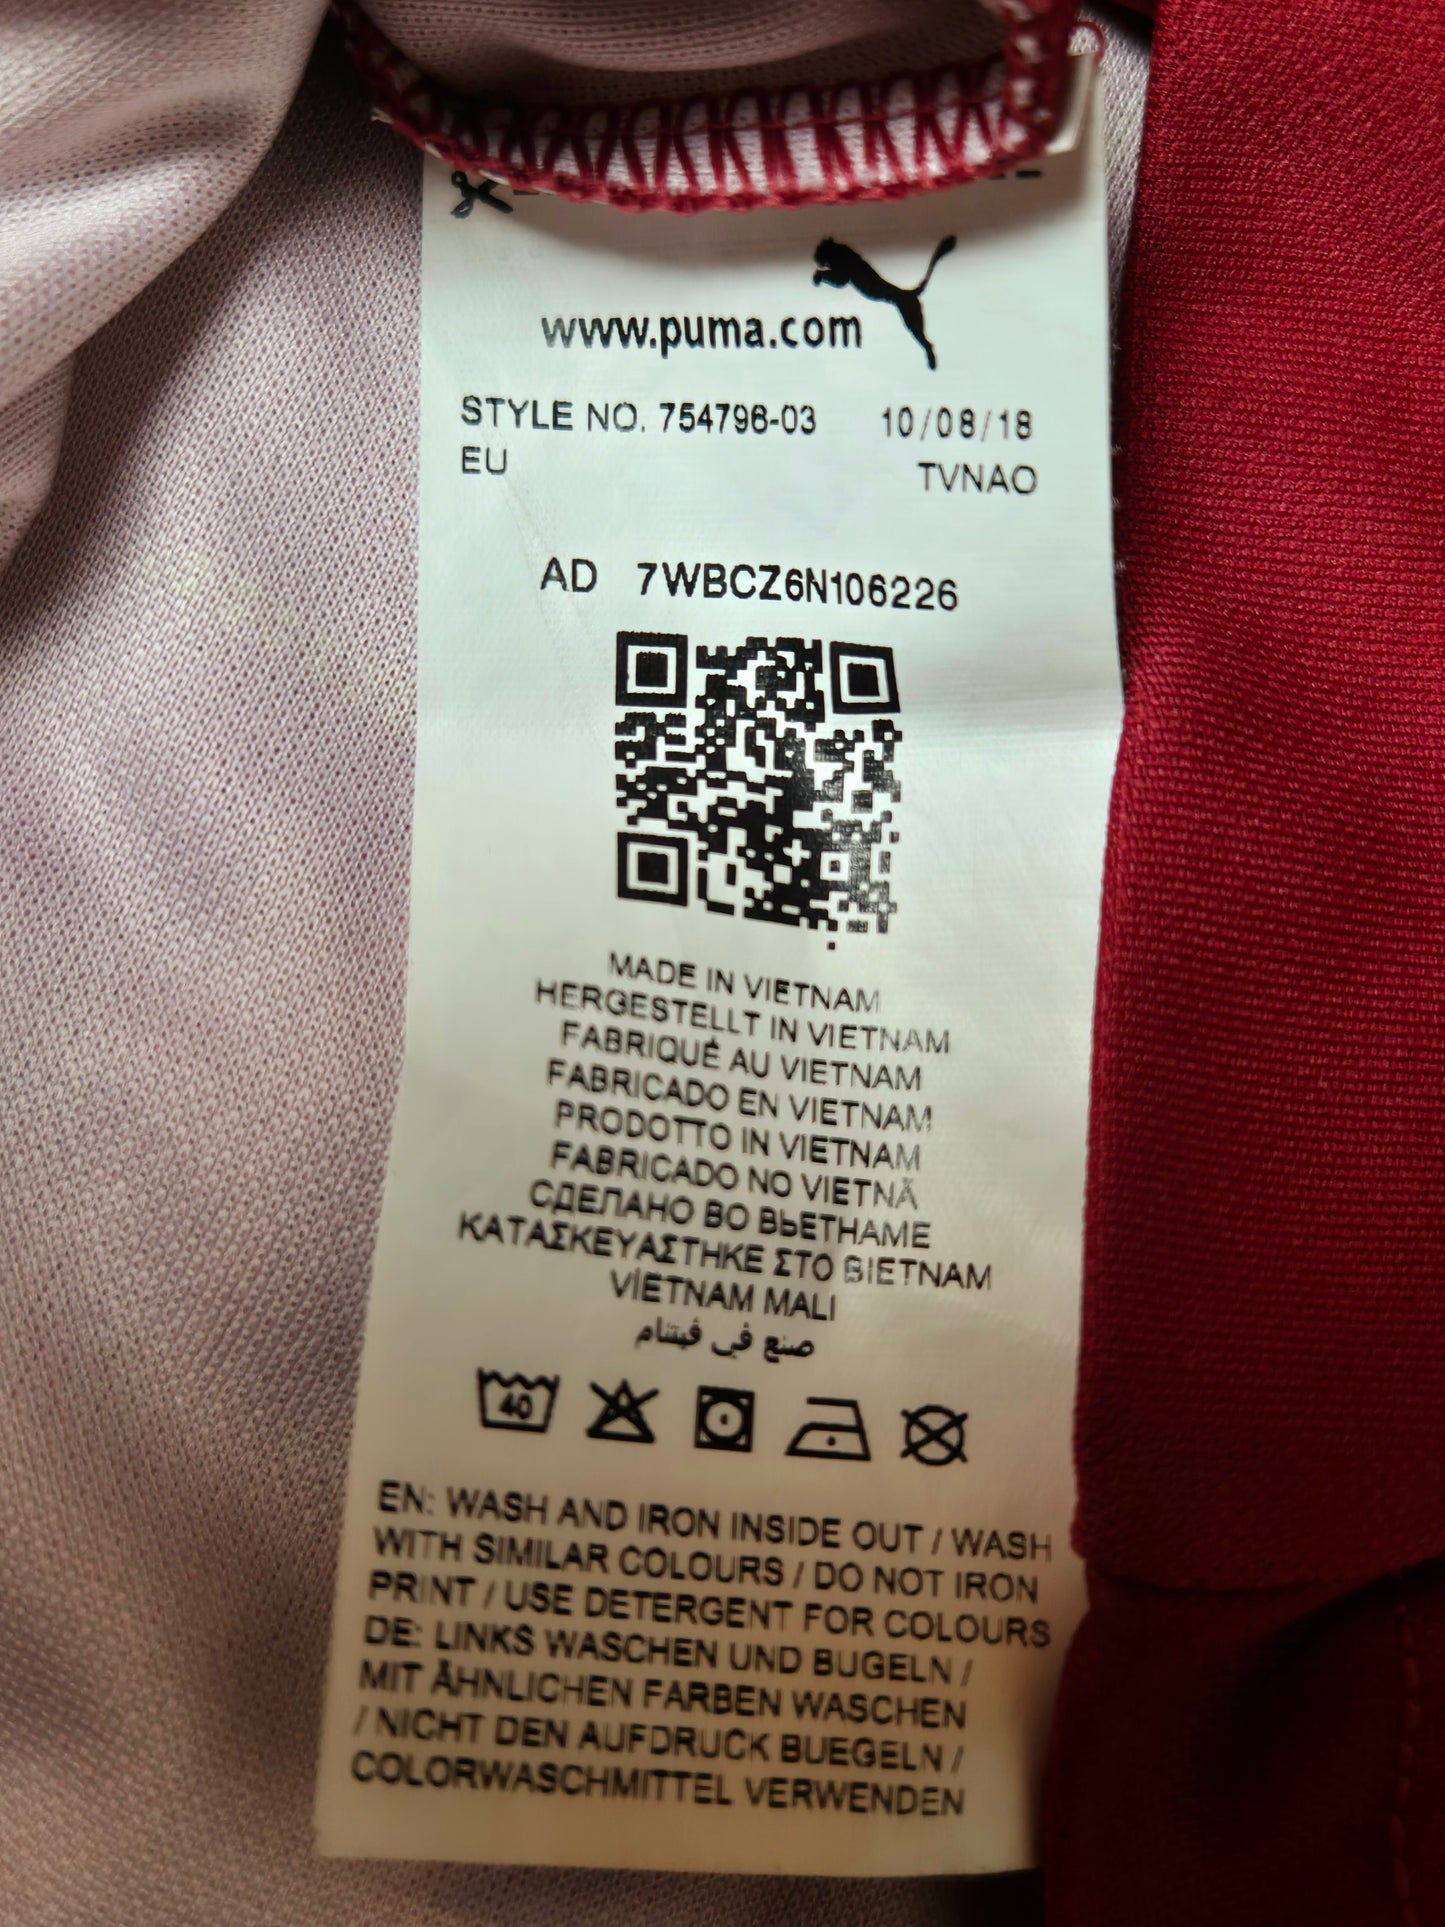 www.puma.com
STYLE NO. 754796-03 10/08/18
EU TVNAO
AD 7WBCZ6N106226
MADE IN VIETNAM
HERGESTELLT IN VIETNAM
FABRIQUÉ AU VIETNAM
FABRICADO EN VIETNAM
PRODOTTO IN VIETNAM
FABRICADO NO VIETNÃ
СДЕЛАНО ВО ВЬЕТНАМЕ
ΚΑΤΑΣΚΕΥΑΣΤΗΚΕ ΣΤΟ ΒΙΕΤΝΑΜ
VİETNAM MALI
صنع في فيتنام
40
EN: WASH AND IRON INSIDE OUT / WASH
WITH SIMILAR COLOURS / DO NOT IRON
PRINT / USE DETERGENT FOR COLOURS
DE: LINKS WASCHEN UND BUGELN /
MIT ÄHNLICHEN FARBEN WASCHEN
/ NICHT DEN AUFDRUCK BUEGELN /
COLORWASCHMITTEL VERWENDEN